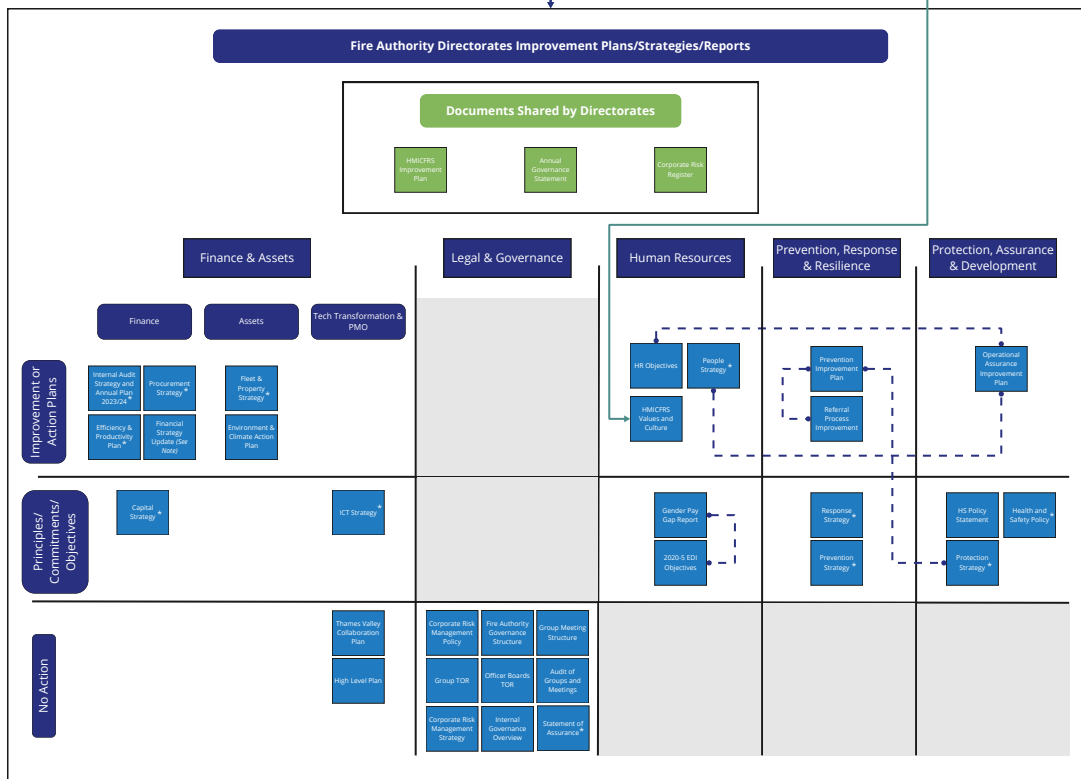 Fire Authority Directorates Improvement Plans/Strategies/Reports
Documents Shared by Directorates
HMICFRS
Improvement
Plan
Annual
Governance
Statement
Corporate Risk
Register
Finance & Assets
Legal & Governance
Human Resources
Prevention, Response
& Resilience
Protection, Assurance
& Development
Finance
Assets
Tech Transformation &
PMO
Improvement or
Action Plans
Internal Audit
Strategy and
Annual Plan
2023/24*
Procurement
Strategy*
Efficiency &
Productivity
Plan*
Financial
Strategy
Update (See
Note)
Fleet &
Property
Strategy*
Environment &
Climate Action
Plan
HR Objectives
People
Strategy*
HMICFRS
Values and
Culture
Prevention
Improvement
Plan
Referral
Process
Improvement
Operational
Assurance
Improvement
Plan
Principles/
Commitments/
Objectives
Capital
Strategy*
ICT Strategy*
Gender Pay
Gap Report
2020-5 EDI
Objectives
Response
Strategy*
Prevention
Strategy*
HS Policy
Statement
Health and
Safety Policy*
Protection
Strategy*
No Action
Thames Valley
Collaboration
Plan
High Level Plan
Corporate Risk
Management
Policy
Fire Authority
Governance
Structure
Group Meeting
Structure
Group TOR
Officer Boards
TOR
Audit of
Groups and
Meetings
Corporate Risk
Management
Strategy
Internal
Governance
Overview
Statement of
Assurance*